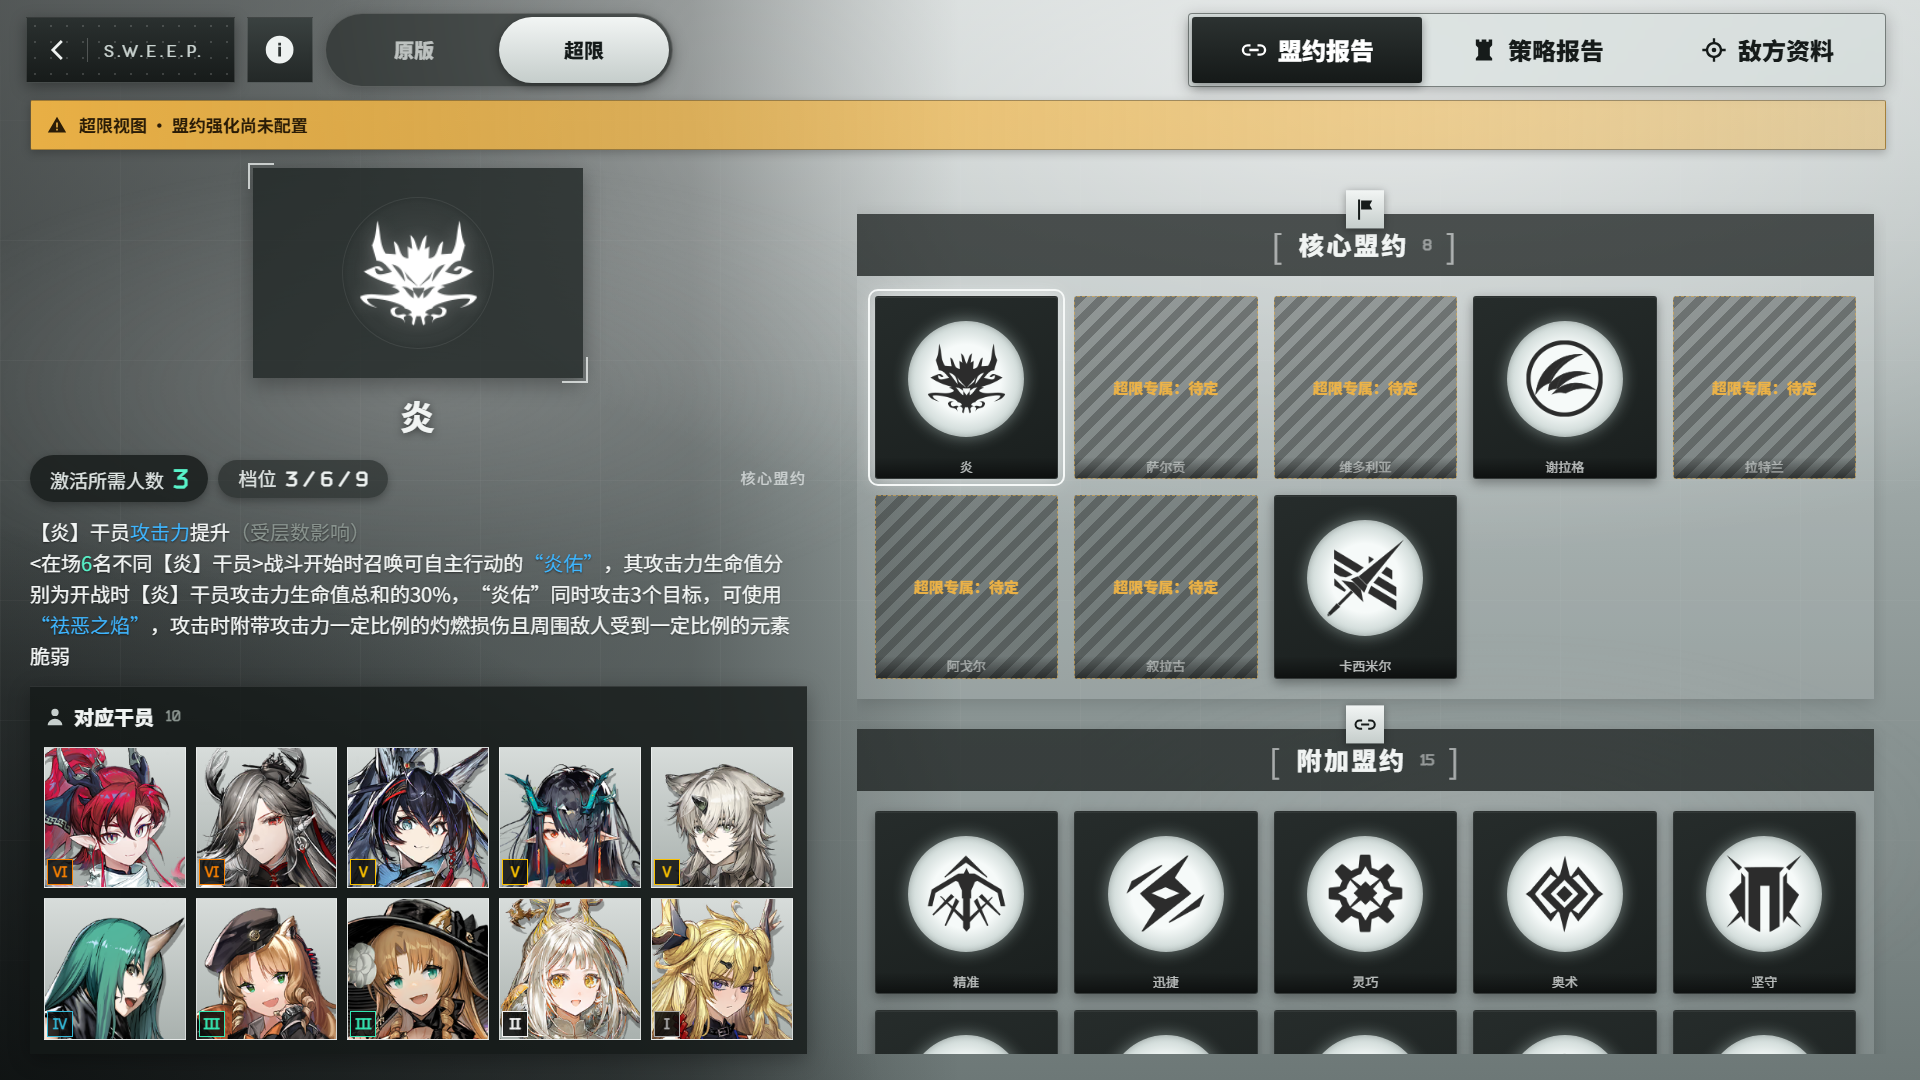 S.W.E.E.P.
原版
超限
盟约报告
策略报告
敌方资料
超限视图 · 盟约强化尚未配置
炎
激活所需人数 3
档位 3/6/9
核心盟约
【炎】干员攻击力提升（受层数影响）
<在场6名不同【炎】干员>战斗开始时召唤可自主行动的“炎佑”，其攻击力生命值分
别为开战时【炎】干员攻击力生命值总和的30%，“炎佑”同时攻击3个目标，可使用
“祛恶之焰”，攻击时附带攻击力一定比例的灼燃损伤且周围敌人受到一定比例的元素
脆弱
对应干员 10
VI
VI
V
V
V
IV
III
III
II
I
[ 核心盟约 8 ]
炎
超限专属：待定
萨尔贡
超限专属：待定
维多利亚
谢拉格
超限专属：待定
拉特兰
超限专属：待定
阿戈尔
超限专属：待定
叙拉古
卡西米尔
[ 附加盟约 15 ]
精准
迅捷
灵巧
奥术
坚守